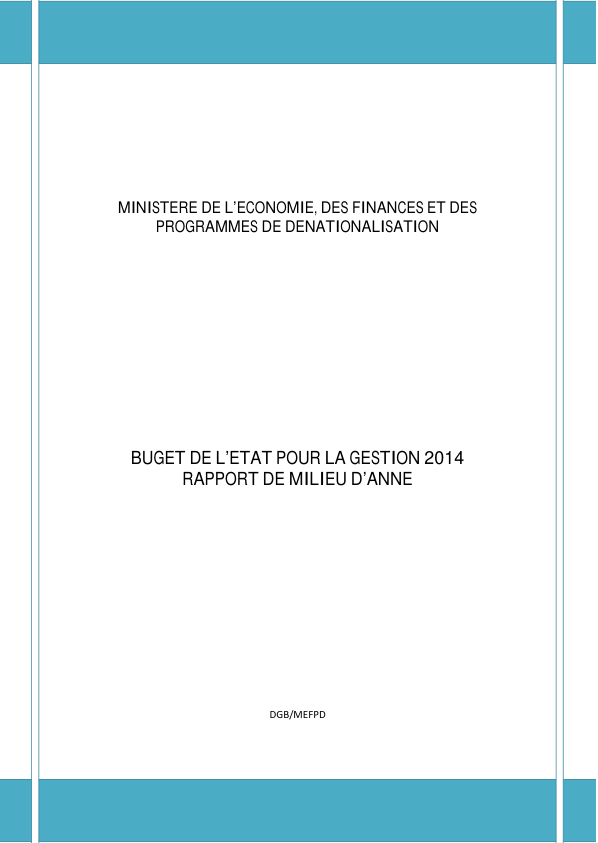 MINISTERE DE L'ECONOMIE, DES FINANCES ET DES
PROGRAMMES DE DENATIONALISATION
BUGET DE L'ETAT POUR LA GESTION 2014
RAPPORT DE MILIEU D'ANNE
DGB/MEFPD